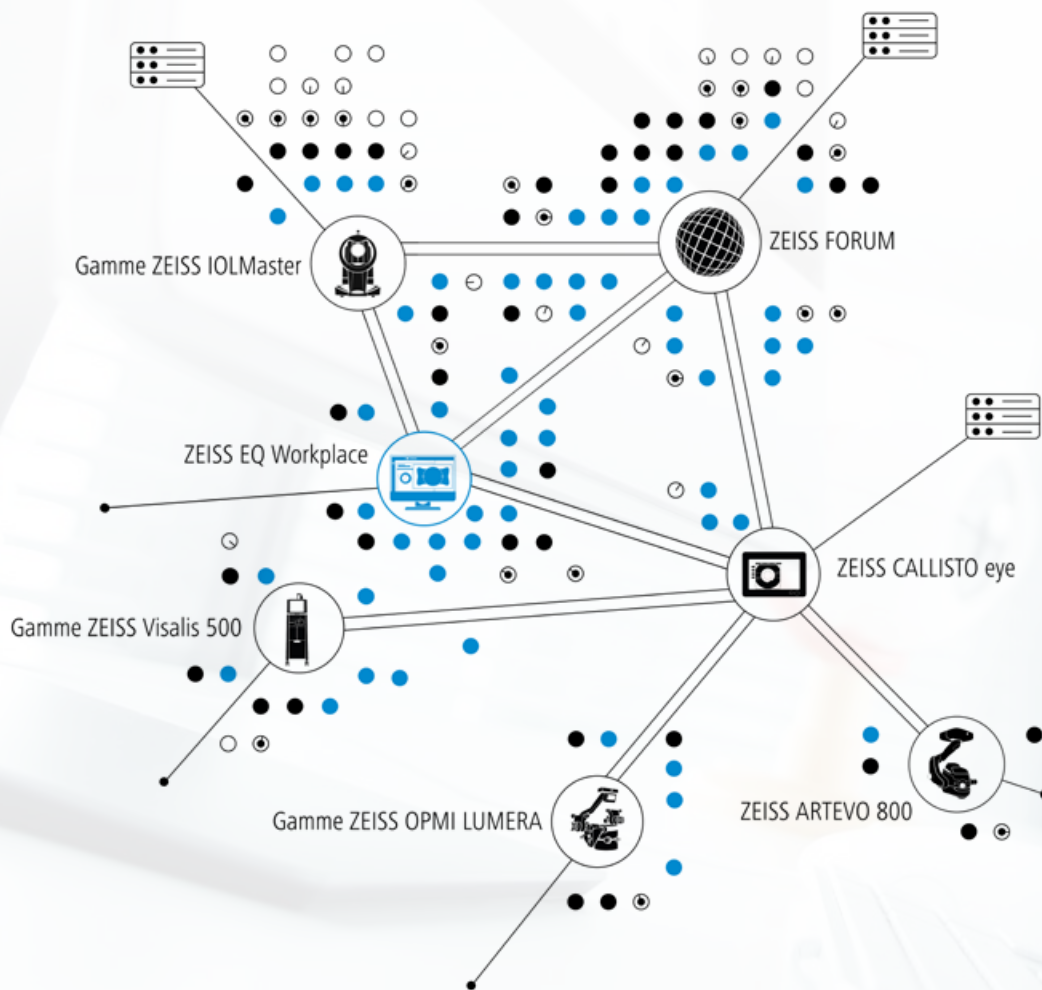 ZEISS FORUM
Gamme ZEISS IOLMaster
ZEISS EQ Workplace
ZEISS CALLISTO eye
Gamme ZEISS Visalis 500
ZEISS ARTEVO 800
Gamme ZEISS OPMI LUMERA